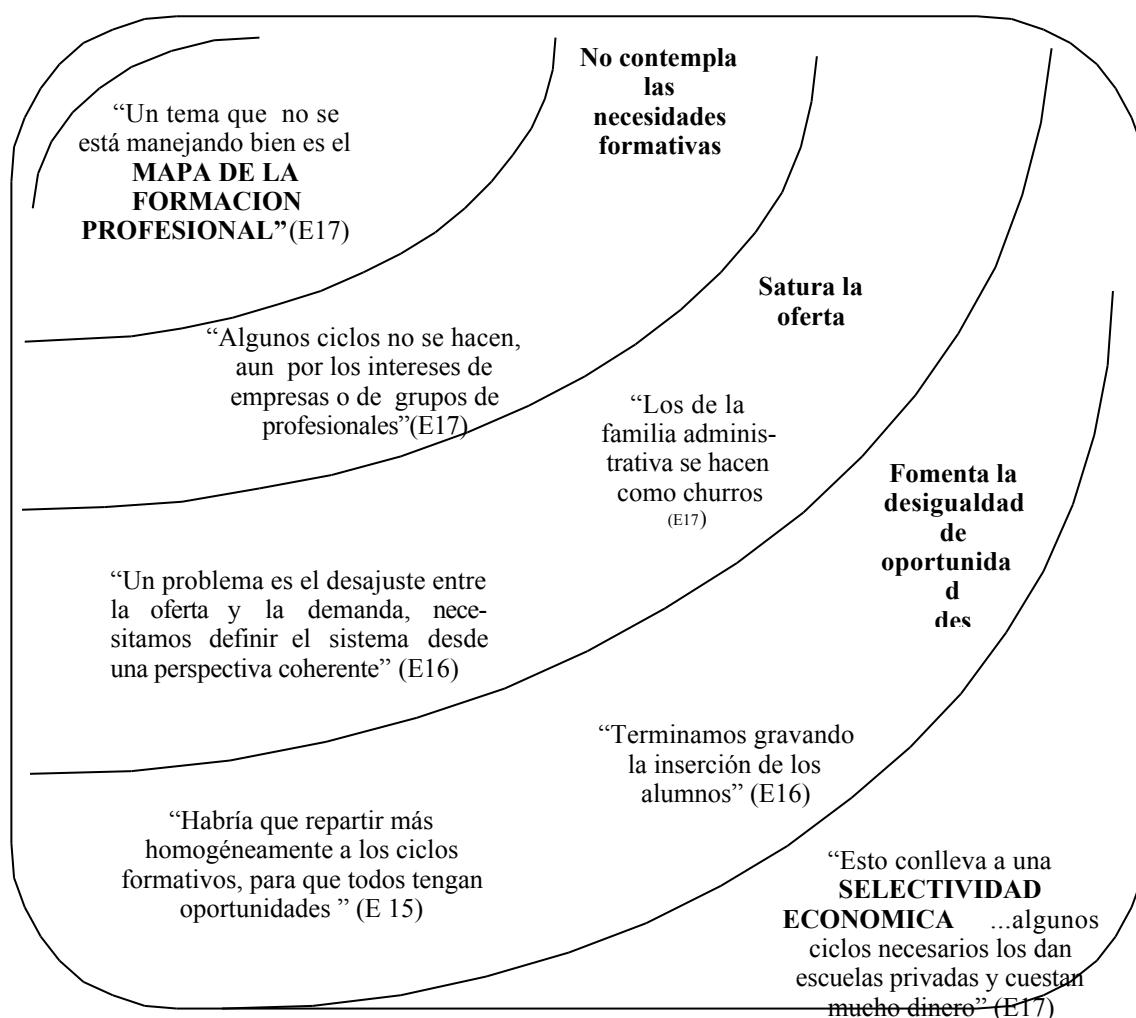 No contempla
las
necesidades
formativas
“Un tema que no se
está manejando bien es el
MAPA DE LA
FORMACION
PROFESIONAL” (E17)
Satura la
oferta
“Algunos ciclos no se hacen,
aun por los intereses de
empresas o de grupos de
profesionales”(E17)
“Los de la
familia adminis-
trativa se hacen
como churros
(E17)
Fomenta la
desigualdad
de
oportunida
d
des
“Un problema es el desajuste entre
la oferta y la demanda, nece-
sitamos definir el sistema desde
una perspectiva coherente” (E16)
“Terminamos gravando
la inserción de los
alumnos” (E16)
“Habría que repartir más
homogéneamente a los ciclos
formativos, para que todos tengan
oportunidades ” (E 15)
“Esto conlleva a una
SELECTIVIDAD
ECONOMICA ...algunos
ciclos necesarios los dan
escuelas privadas y cuestan
mucho dinero” (E17)